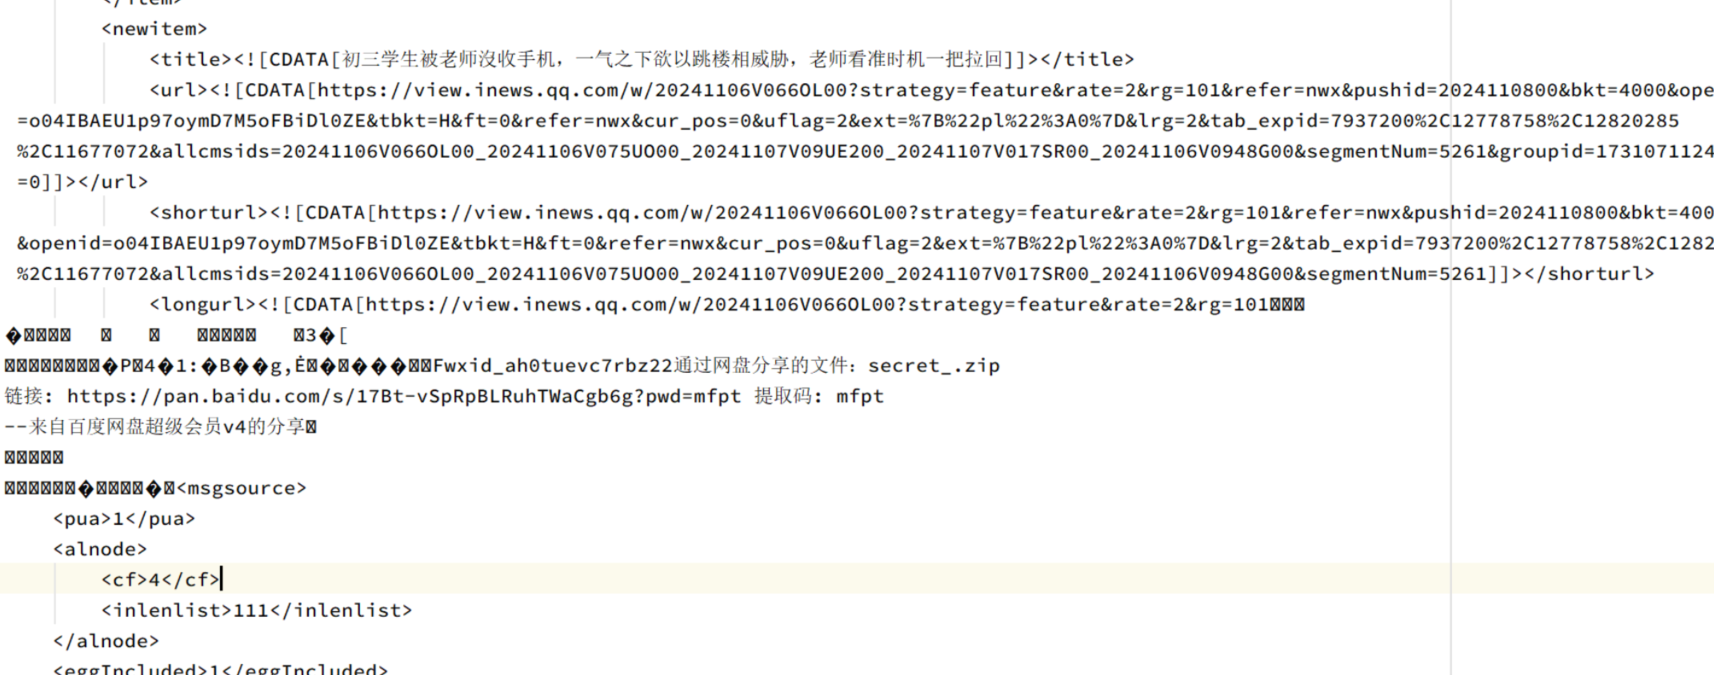 </item>
<newitem>
<title><![CDATA[初三学生被老师沒收手机，一气之下欲以跳楼相威胁，老师看准时机一把拉回]]></title>
<url><![CDATA[https://view.inews.qq.com/w/20241106V066OL00?strategy=feature&rate=2&rg=101&refer=nwx&pushid=2024110800&bkt=4000&ope
=o04IBAEU1p97oymD7M5oFBiDl0ZE&tbkt=H&ft=0&refer=nwx&cur_pos=0&uflag=2&ext=%7B%22pl%22%3A0%7D&lrg=2&tab_expid=7937200%2C12778758%2C12820285
%2C11677072&allcmsids=20241106V066OL00_20241106V075UO00_20241107V09UE200_20241107V017SR00_20241106V0948G00&segmentNum=5261&groupid=1731071124
=0]]></url>
<shorturl><![CDATA[https://view.inews.qq.com/w/20241106V066OL00?strategy=feature&rate=2&rg=101&refer=nwx&pushid=2024110800&bkt=400
&openid=o04IBAEU1p97oymD7M5oFBiDl0ZE&tbkt=H&ft=0&refer=nwx&cur_pos=0&uflag=2&ext=%7B%22pl%22%3A0%7D&lrg=2&tab_expid=7937200%2C12778758%2C1282
%2C11677072&allcmsids=20241106V066OL00_20241106V075UO00_20241107V09UE200_20241107V017SR00_20241106V0948G00&segmentNum=5261]]></shorturl>
<longurl><![CDATA[https://view.inews.qq.com/w/20241106V066OL00?strategy=feature&rate=2&rg=101
3�[
�P 4�1:�B��g,Ė � ��� Fwxid_ah0tuevc7rbz22通过网盘分享的文件：secret_.zip
链接: https://pan.baidu.com/s/17Bt-vSpRpBLRuhTWaCgb6g?pwd=mfpt 提取码: mfpt
--来自百度网盘超级会员v4的分享
<msgsource>
<pua>1</pua>
<alnode>
<cf>4</cf>
<inlenlist>111</inlenlist>
</alnode>
<eggIncluded>1</eggIncluded>